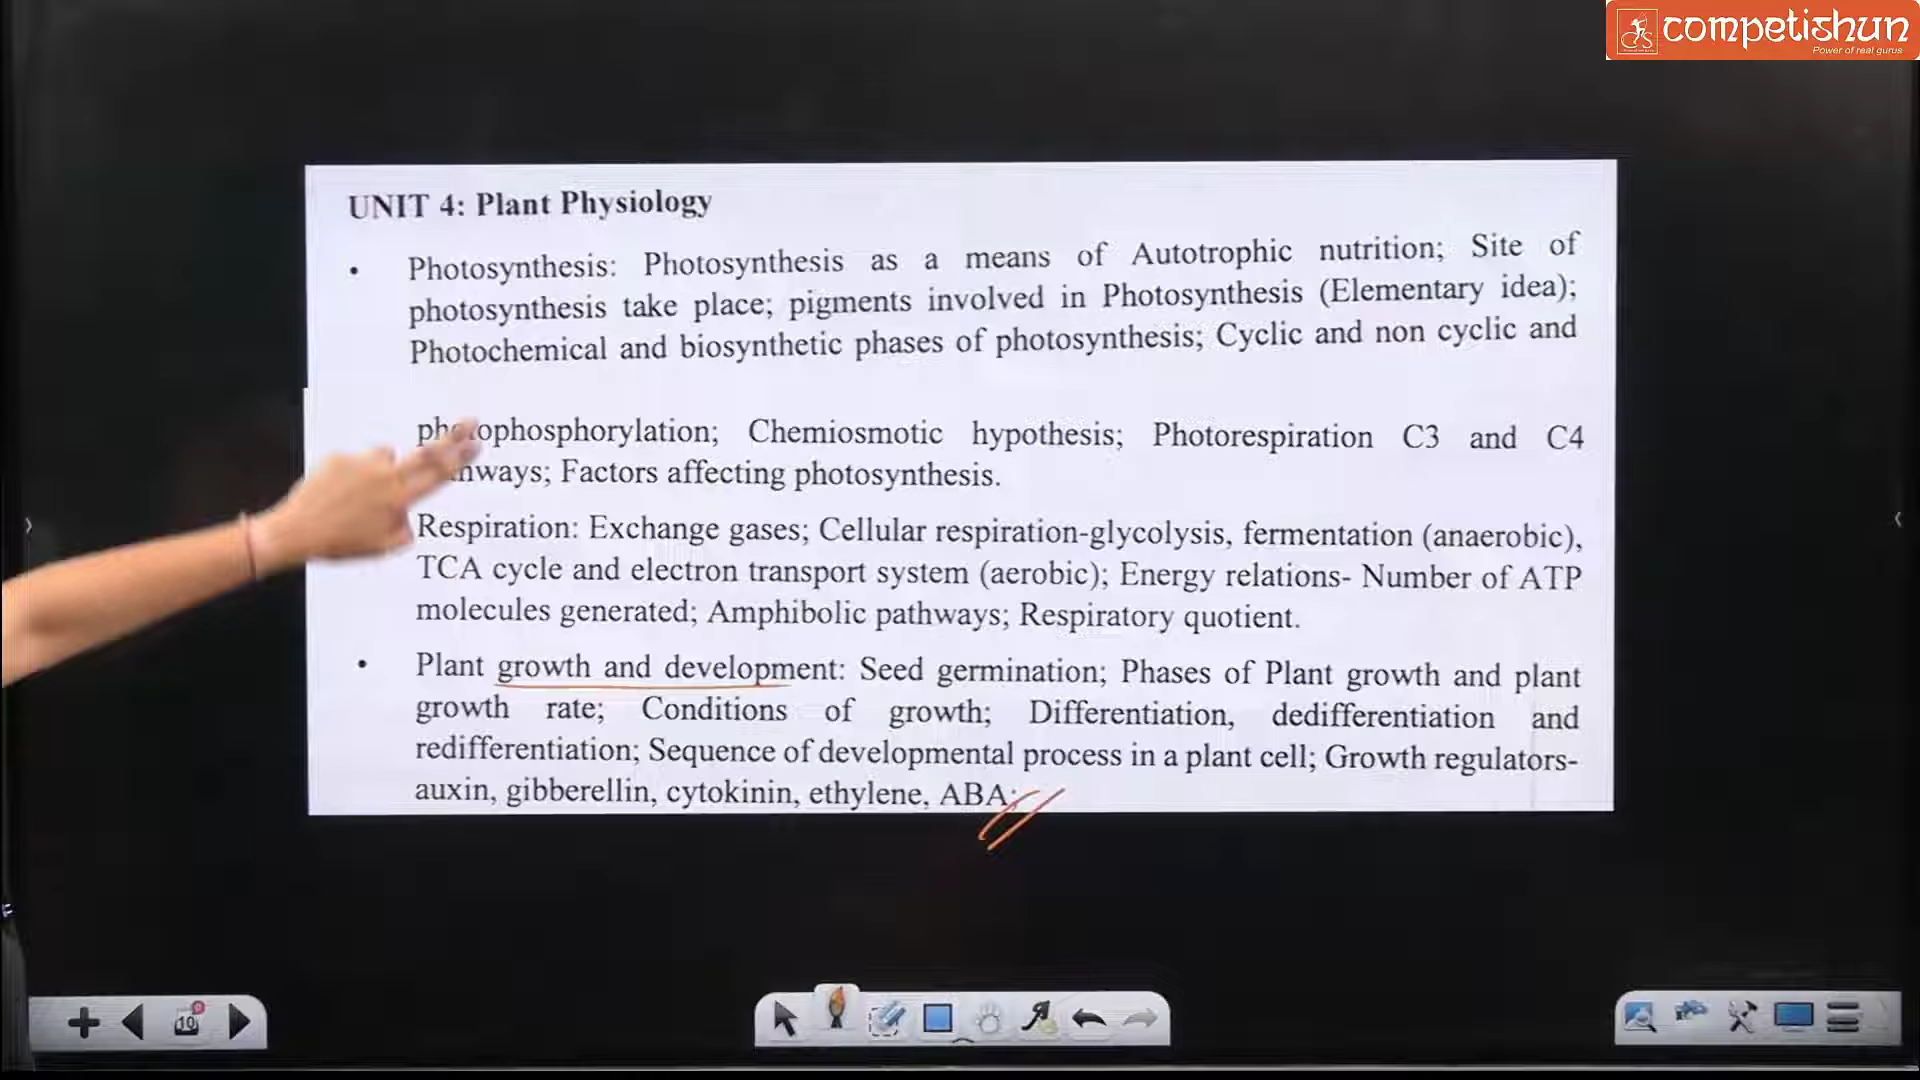 competishun
Power of real gurus
UNIT 4: Plant Physiology
• Photosynthesis: Photosynthesis as a means of Autotrophic nutrition; Site of
photosynthesis take place; pigments involved in Photosynthesis (Elementary idea);
Photochemical and biosynthetic phases of photosynthesis; Cyclic and non cyclic and
photophosphorylation; Chemiosmotic hypothesis; Photorespiration C3 and C4
hways; Factors affecting photosynthesis.
Respiration: Exchange gases; Cellular respiration-glycolysis, fermentation (anaerobic),
TCA cycle and electron transport system (aerobic); Energy relations- Number of ATP
molecules generated; Amphibolic pathways; Respiratory quotient.
• Plant growth and development: Seed germination; Phases of Plant growth and plant
growth rate; Conditions of growth; Differentiation, dedifferentiation and
redifferentiation; Sequence of developmental process in a plant cell; Growth regulators-
auxin, gibberellin, cytokinin, ethylene, ABA;
10